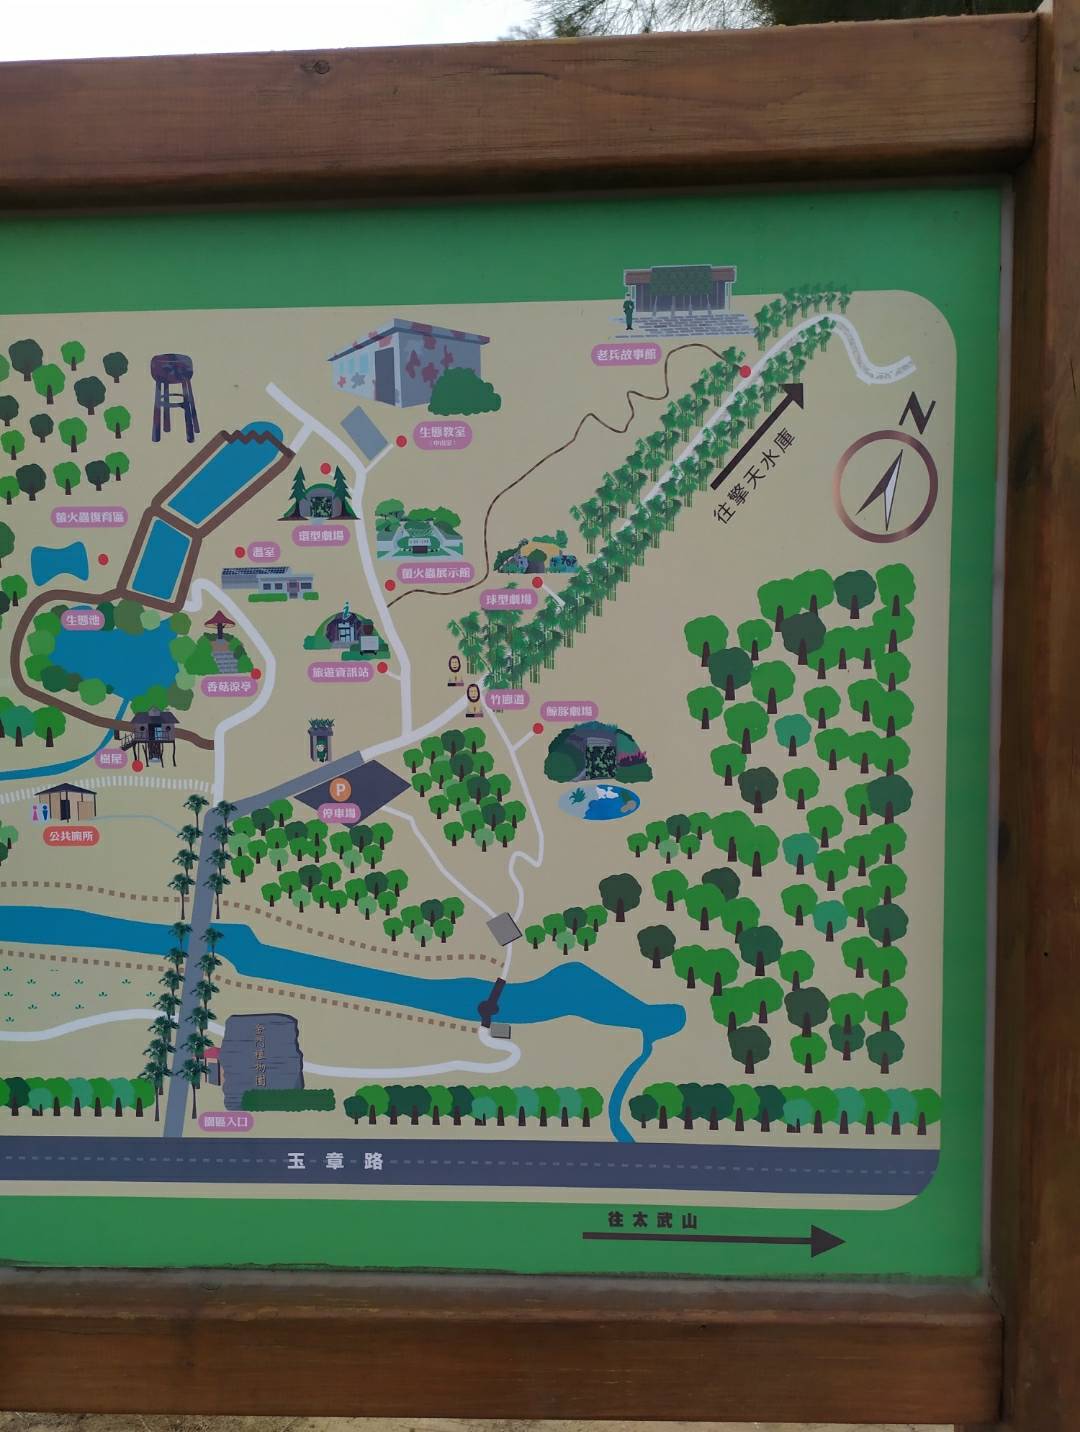 老兵故事館
生態教室
N
往擎天水庫
螢火蟲復育區
環型劇場
溫室
螢火蟲展示館
球型劇場
生態池
i
旅遊資訊站
香菇涼亭
竹廊道
鯨豚劇場
樹屋
P
停車場
公共廁所
金門植物園
園區入口
玉章路
往太武山